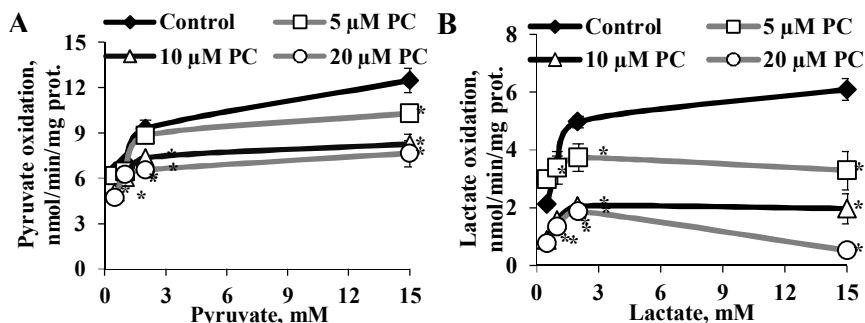 A
Control
5 µM PC
10 µM PC
20 µM PC
Pyruvate oxidation,
nmol/min/mg prot.
15
12
9
6
3
0
* * * * * * * * *
0 3 6 9 12 15
Pyruvate, mM
B
Control
5 µM PC
10 µM PC
20 µM PC
Lactate oxidation,
nmol/min/mg prot.
8
6
4
2
0
* * * * * * * * *
0 3 6 9 12 15
Lactate, mM